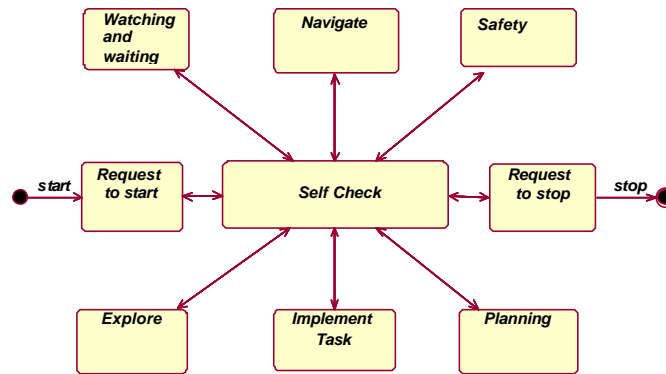 Watching
and
waiting
Navigate
Safety
start
Request
to start
Self Check
Request
to stop
stop
Explore
Implement
Task
Planning